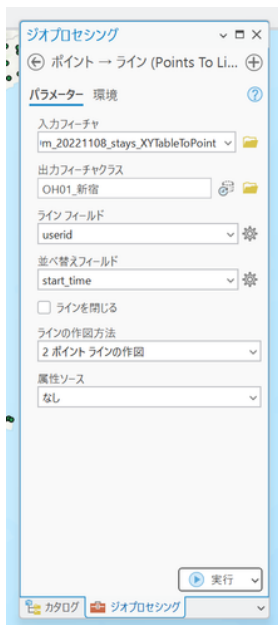 ジオプロセシング
ポイント → ライン (Points To Li...
パラメーター 環境
入力フィーチャ
m_20221108_stays_XYTableToPoint
出力フィーチャクラス
OH01_新宿
ライン フィールド
userid
並べ替えフィールド
start_time
ラインを閉じる
ラインの作図方法
2 ポイント ラインの作図
属性ソース
なし
実行
カタログ ジオプロセシング